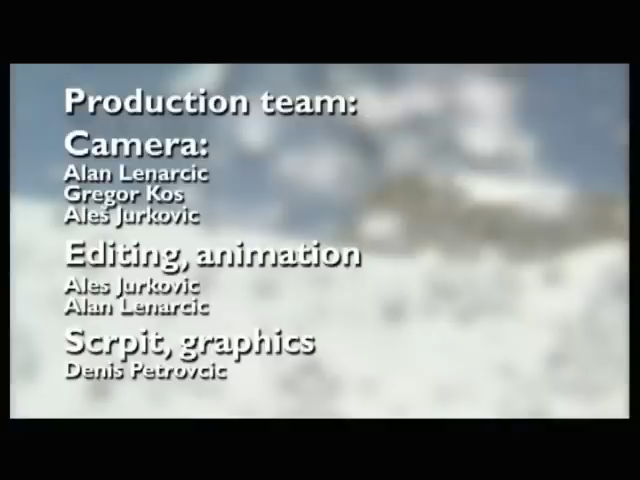 Production team:
Camera:
Alan Lenarcic
Gregor Kos
Ales Jurkovic
Editing, animation
Ales Jurkovic
Alan Lenarcic
Scrpit, graphics
Denis Petrovcic